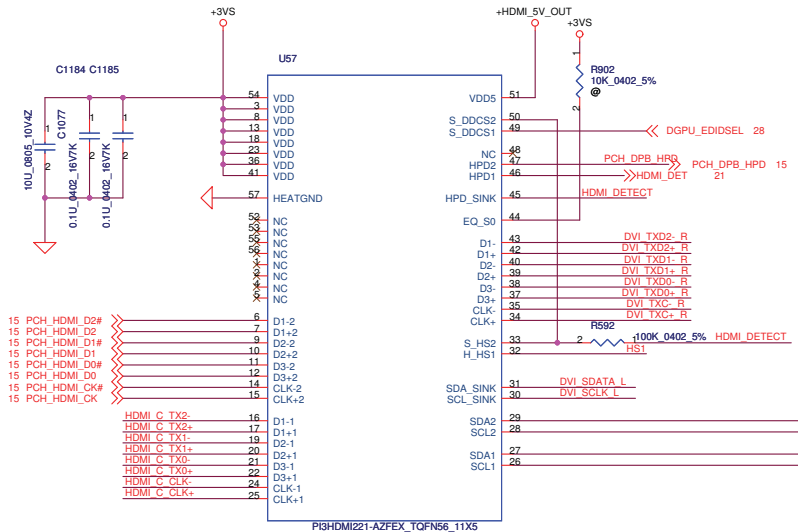 +3VS
+HDMI_5V_OUT
+3VS
U57
C1184 C1185
10U_0805_10V4Z
C1077
0.1U_0402_16V7K
0.1U_0402_16V7K
1
2
1
2
1
2
R902
10K_0402_5%
@
1
2
54 VDD
3 VDD
8 VDD
13 VDD
18 VDD
23 VDD
36 VDD
41 VDD
57 HEATGND
52 NC
53 NC
55 NC
56 NC
1 NC
2 NC
4 NC
5 NC
15 PCH_HDMI_D2# 6 D1-2
15 PCH_HDMI_D2 7 D1+2
15 PCH_HDMI_D1# 9 D2-2
15 PCH_HDMI_D1 10 D2+2
15 PCH_HDMI_D0# 11 D3-2
15 PCH_HDMI_D0 12 D3+2
15 PCH_HDMI_CK# 14 CLK-2
15 PCH_HDMI_CK 15 CLK+2
HDMI_C_TX2- 16 D1-1
HDMI_C_TX2+ 17 D1+1
HDMI_C_TX1- 19 D2-1
HDMI_C_TX1+ 20 D2+1
HDMI_C_TX0- 21 D3-1
HDMI_C_TX0+ 22 D3+1
HDMI_C_CLK- 24 CLK-1
HDMI_C_CLK+ 25 CLK+1
VDD5 51
S_DDCS2 50
S_DDCS1 49 DGPU_EDIDSEL 28
NC 48
HPD2 47 PCH_DPB_HPD PCH_DPB_HPD 15
HPD1 46 HDMI_DET 21
HPD_SINK 45 HDMI_DETECT
EQ_S0 44
D1- 43 DVI_TXD2-_R
D1+ 42 DVI_TXD2+_R
D2- 40 DVI_TXD1-_R
D2+ 39 DVI_TXD1+_R
D3- 38 DVI_TXD0-_R
D3+ 37 DVI_TXD0+_R
CLK- 35 DVI_TXC-_R
CLK+ 34 DVI_TXC+_R
R592
S_HS2 33 2 1 100K_0402_5% HDMI_DETECT
H_HS1 32 HS1
SDA_SINK 31 DVI_SDATA_L
SCL_SINK 30 DVI_SCLK_L
SDA2 29
SCL2 28
SDA1 27
SCL1 26
PI3HDMI221-AZFEX_TQFN56_11X5